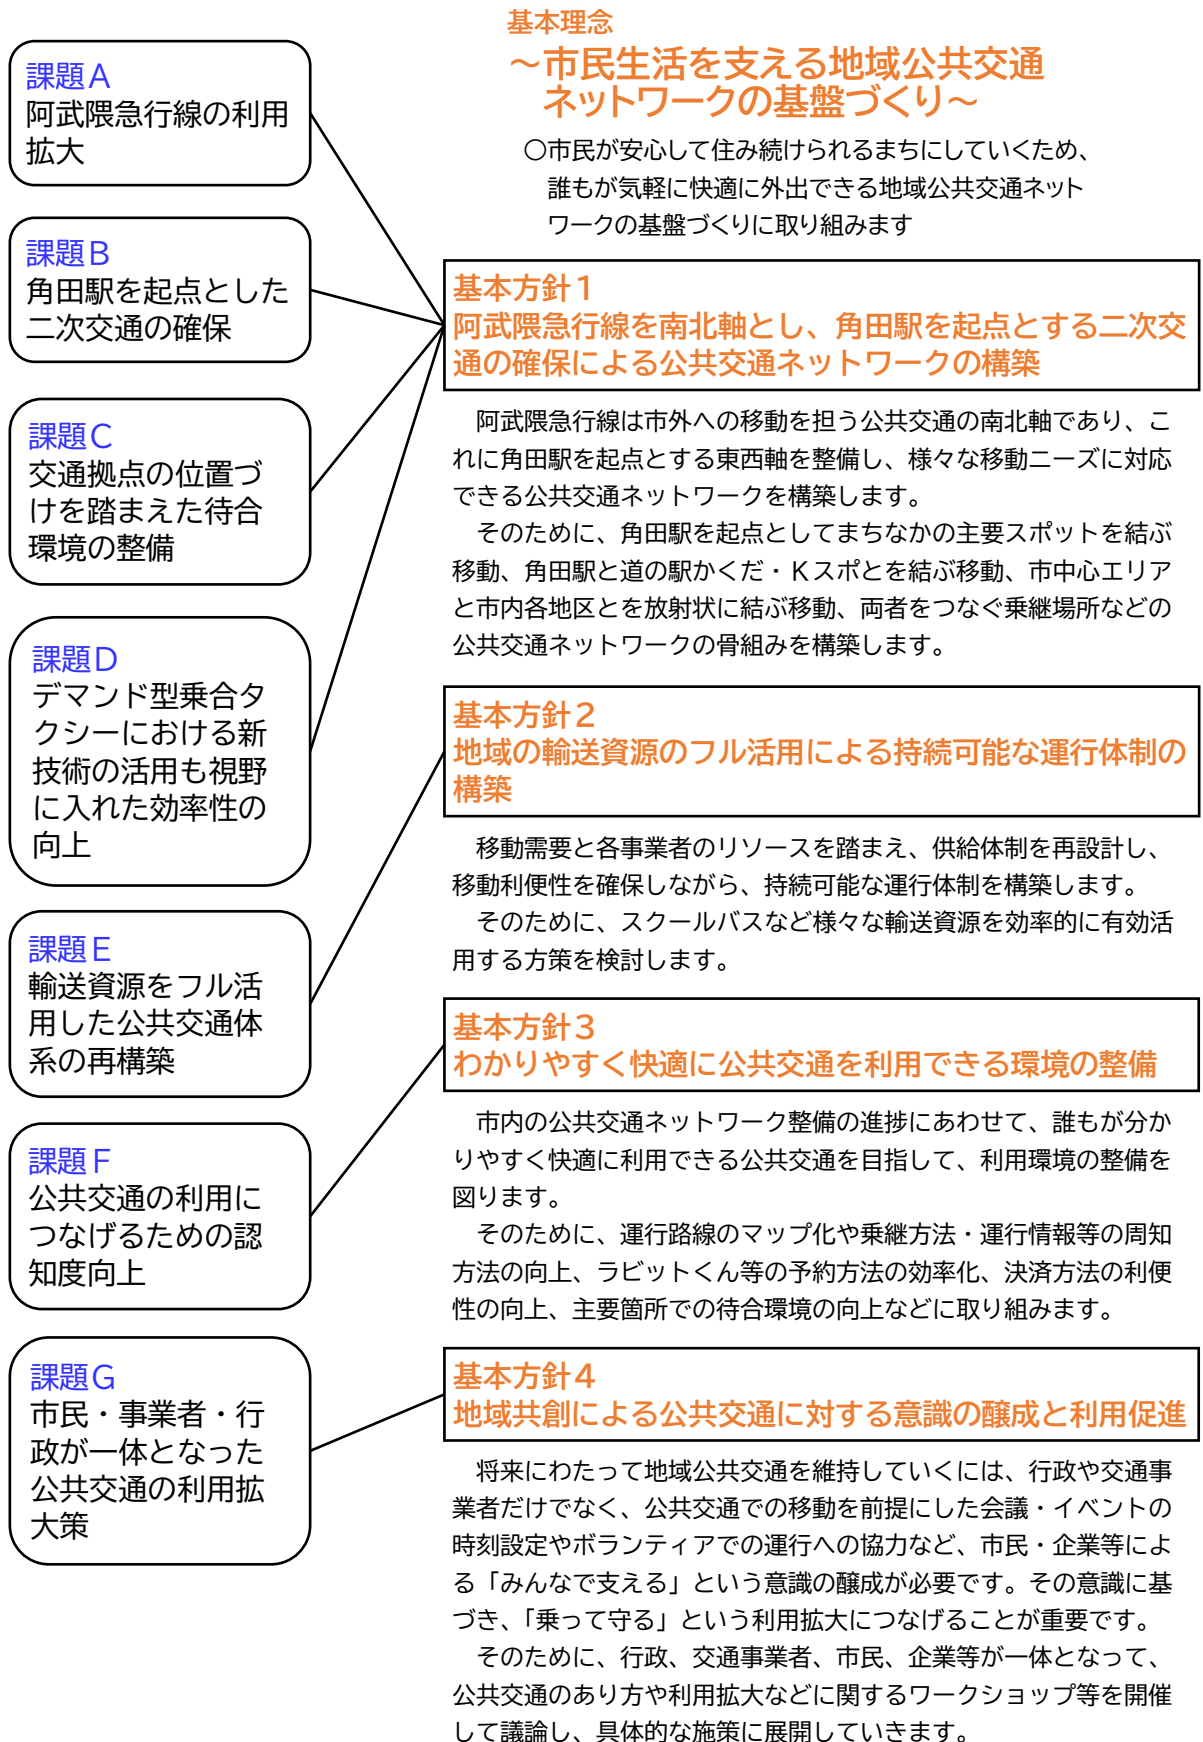 課題A
阿武隈急行線の利用
拡大
課題B
角田駅を起点とした
二次交通の確保
課題C
交通拠点の位置づ
けを踏まえた待合
環境の整備
課題D
デマンド型乗合タ
クシーにおける新
技術の活用も視野
に入れた効率性の
向上
課題E
輸送資源をフル活
用した公共交通体
系の再構築
課題F
公共交通の利用に
つなげるための認
知度向上
課題G
市民・事業者・行
政が一体となった
公共交通の利用拡
大策
基本理念
～市民生活を支える地域公共交通
ネットワークの基盤づくり～
〇市民が安心して住み続けられるまちにしていくため、
誰もが気軽に快適に外出できる地域公共交通ネット
ワークの基盤づくりに取り組みます
基本方針１
阿武隈急行線を南北軸とし、角田駅を起点とする二次交
通の確保による公共交通ネットワークの構築
阿武隈急行線は市外への移動を担う公共交通の南北軸であり、こ
れに角田駅を起点とする東西軸を整備し、様々な移動ニーズに対応
できる公共交通ネットワークを構築します。
そのために、角田駅を起点としてまちなかの主要スポットを結ぶ
移動、角田駅と道の駅かくだ・Ｋスポとを結ぶ移動、市中心エリア
と市内各地区とを放射状に結ぶ移動、両者をつなぐ乗継場所などの
公共交通ネットワークの骨組みを構築します。
基本方針２
地域の輸送資源のフル活用による持続可能な運行体制の
構築
移動需要と各事業者のリソースを踏まえ、供給体制を再設計し、
移動利便性を確保しながら、持続可能な運行体制を構築します。
そのために、スクールバスなど様々な輸送資源を効率的に有効活
用する方策を検討します。
基本方針３
わかりやすく快適に公共交通を利用できる環境の整備
市内の公共交通ネットワーク整備の進捗にあわせて、誰もが分か
りやすく快適に利用できる公共交通を目指して、利用環境の整備を
図ります。
そのために、運行路線のマップ化や乗継方法・運行情報等の周知
方法の向上、ラビットくん等の予約方法の効率化、決済方法の利便
性の向上、主要箇所での待合環境の向上などに取り組みます。
基本方針４
地域共創による公共交通に対する意識の醸成と利用促進
将来にわたって地域公共交通を維持していくには、行政や交通事
業者だけでなく、公共交通での移動を前提にした会議・イベントの
時刻設定やボランティアでの運行への協力など、市民・企業等によ
る「みんなで支える」という意識の醸成が必要です。その意識に基
づき、「乗って守る」という利用拡大につなげることが重要です。
そのために、行政、交通事業者、市民、企業等が一体となって、
公共交通のあり方や利用拡大などに関するワークショップ等を開催
して議論し、具体的な施策に展開していきます。